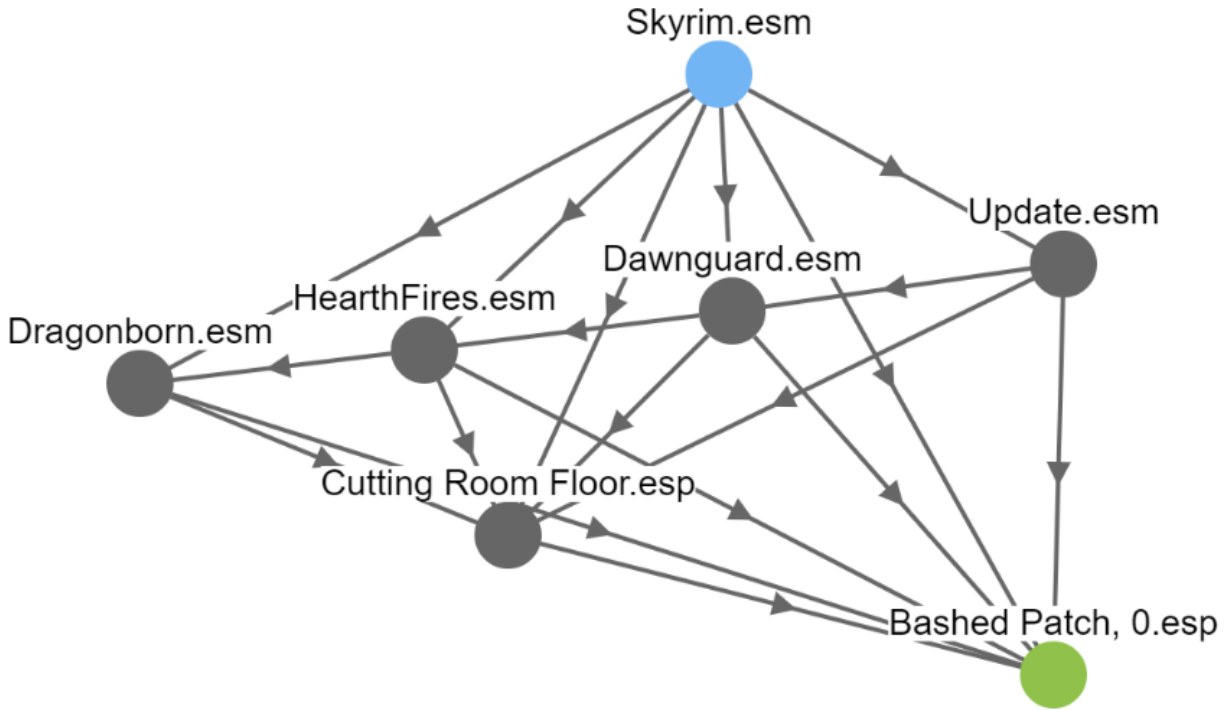 Skyrim.esm
Update.esm
Dawnguard.esm
HearthFires.esm
Dragonborn.esm
Cutting Room Floor.esp
Bashed Patch, 0.esp